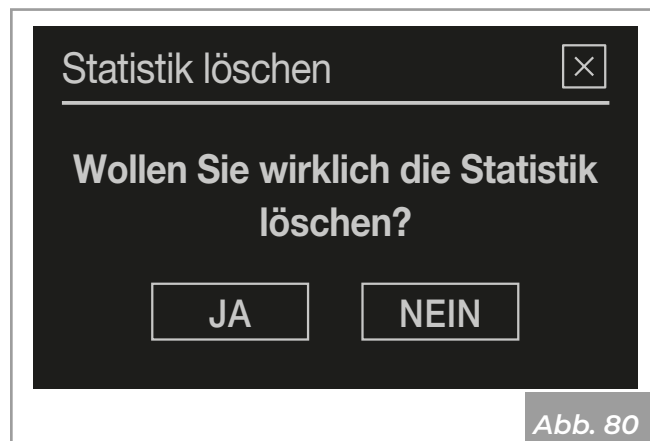 Statistik löschen
Wollen Sie wirklich die Statistik
löschen?
JA NEIN
Abb. 80